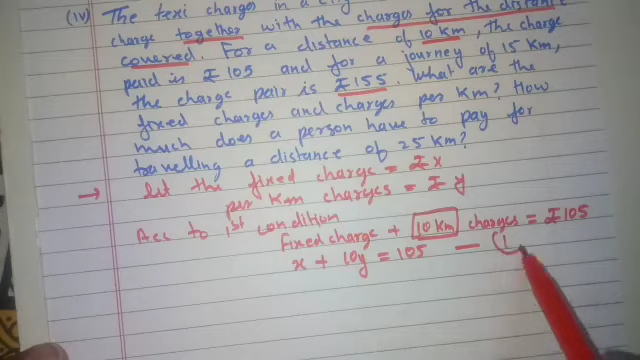 (iv) The texi charges in a city
charge together with the charges for the distance
covered. For a distance of 10 Km, the charge
paid is ₹ 105 and for a journey of 15 Km,
the charge pair is ₹155. What are the
fixed charges and charges per Km? How
much does a person have to pay for
travelling a distance of 25 Km?
→ let the fixed charge = ₹ x
per Km charges = ₹ y
Acc to 1st condition
fixed charge + 10 Km charges = ₹ 105
x + 10y = 105 — (1